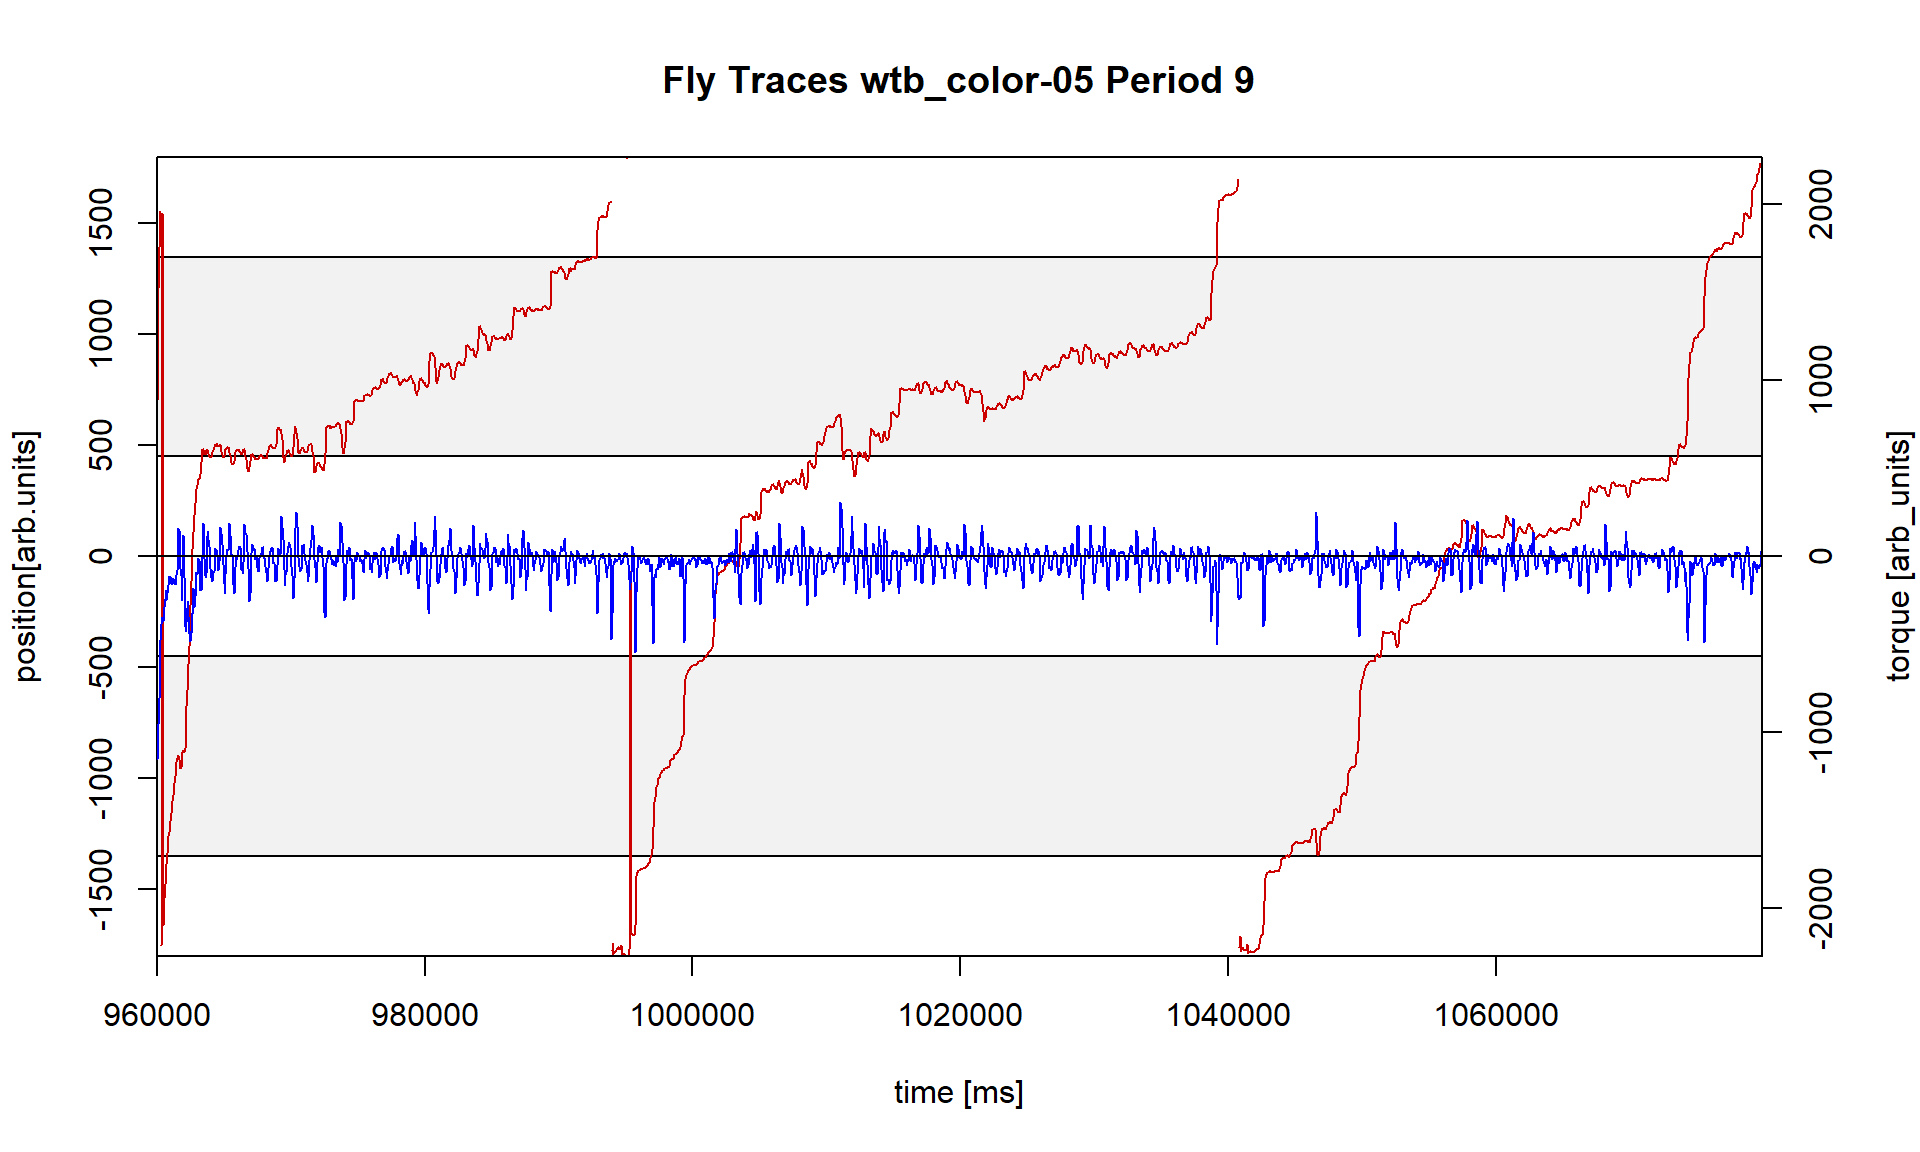 Fly Traces wtb_color-05 Period 9
position[arb.units]
1500
1000
500
0
-500
-1000
-1500
2000
1000
0
-1000
-2000
torque [arb_units]
960000 980000 1000000 1020000 1040000 1060000
time [ms]